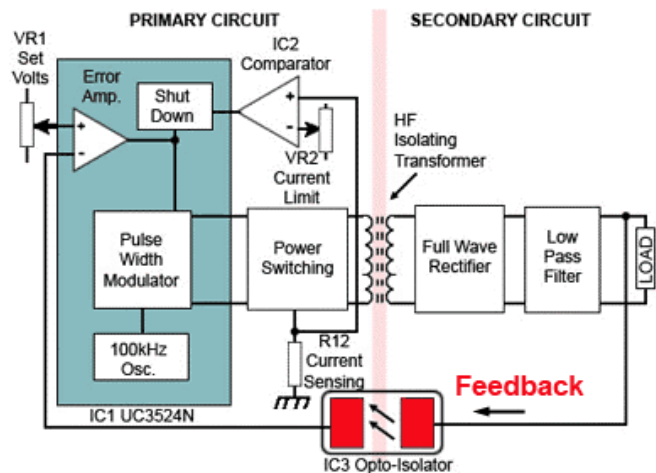 PRIMARY CIRCUIT
SECONDARY CIRCUIT
VR1
Set
Volts
Error
Amp.
Shut
Down
IC2
Comparator
+
-
+
-
VR2
Current
Limit
HF
Isolating
Transformer
Pulse
Width
Modulator
Power
Switching
Full Wave
Rectifier
Low
Pass
Filter
LOAD
100kHz
Osc.
R12
Current
Sensing
IC1 UC3524N
Feedback
IC3 Opto-Isolator